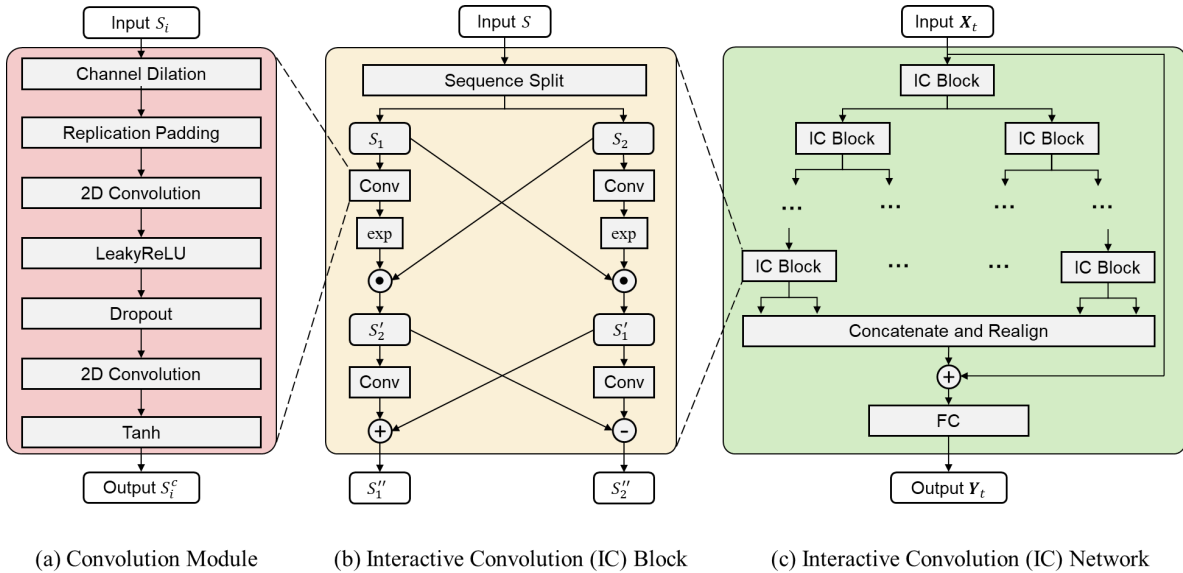 Input S_i
Channel Dilation
Replication Padding
2D Convolution
LeakyReLU
Dropout
2D Convolution
Tanh
Output S_i^c
(a) Convolution Module
Input S
Sequence Split
S_1
S_2
Conv
Conv
exp
exp
S'_2
S'_1
Conv
Conv
+
-
S''_1
S''_2
(b) Interactive Convolution (IC) Block
Input X_t
IC Block
IC Block
IC Block
... ... ... ...
IC Block
... ...
IC Block
Concatenate and Realign
+
FC
Output Y_t
(c) Interactive Convolution (IC) Network